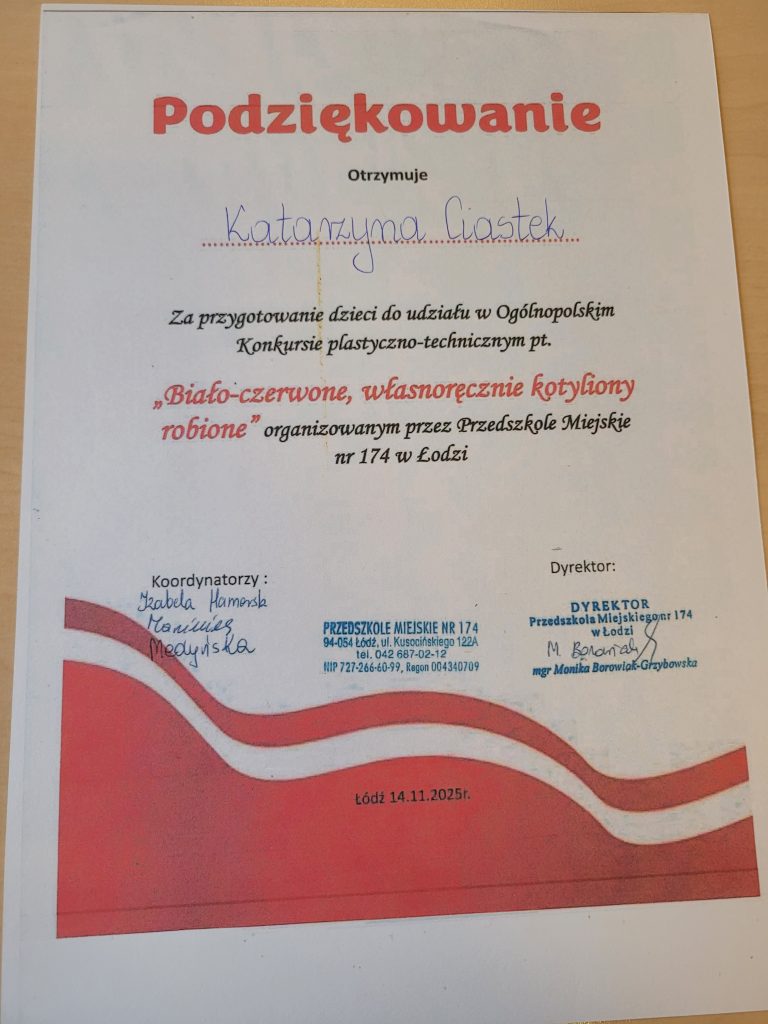 Podziękowanie
Otrzymuje
Katarzyna Ciastek
Za przygotowanie dzieci do udziału w Ogólnopolskim
Konkursie plastyczno-technicznym pt.
„Biało-czerwone, własnoręcznie kotyliony
robione” organizowanym przez Przedszkole Miejskie
nr 174 w Łodzi
Koordynatorzy :
Izabela
Medyńska
PRZEDSZKOLE MIEJSKIE NR 174
94-054 Łódź, ul. Kusocińskiego 122A
tel. 042 687-02-12
NIP 727-266-60-99, Regon 004340709
Dyrektor:
DYREKTOR
Przedszkola Miejskiego nr 174
w Łodzi
mgr Monika Borowiak-Grzybowska
Łódź 14.11.2025r.